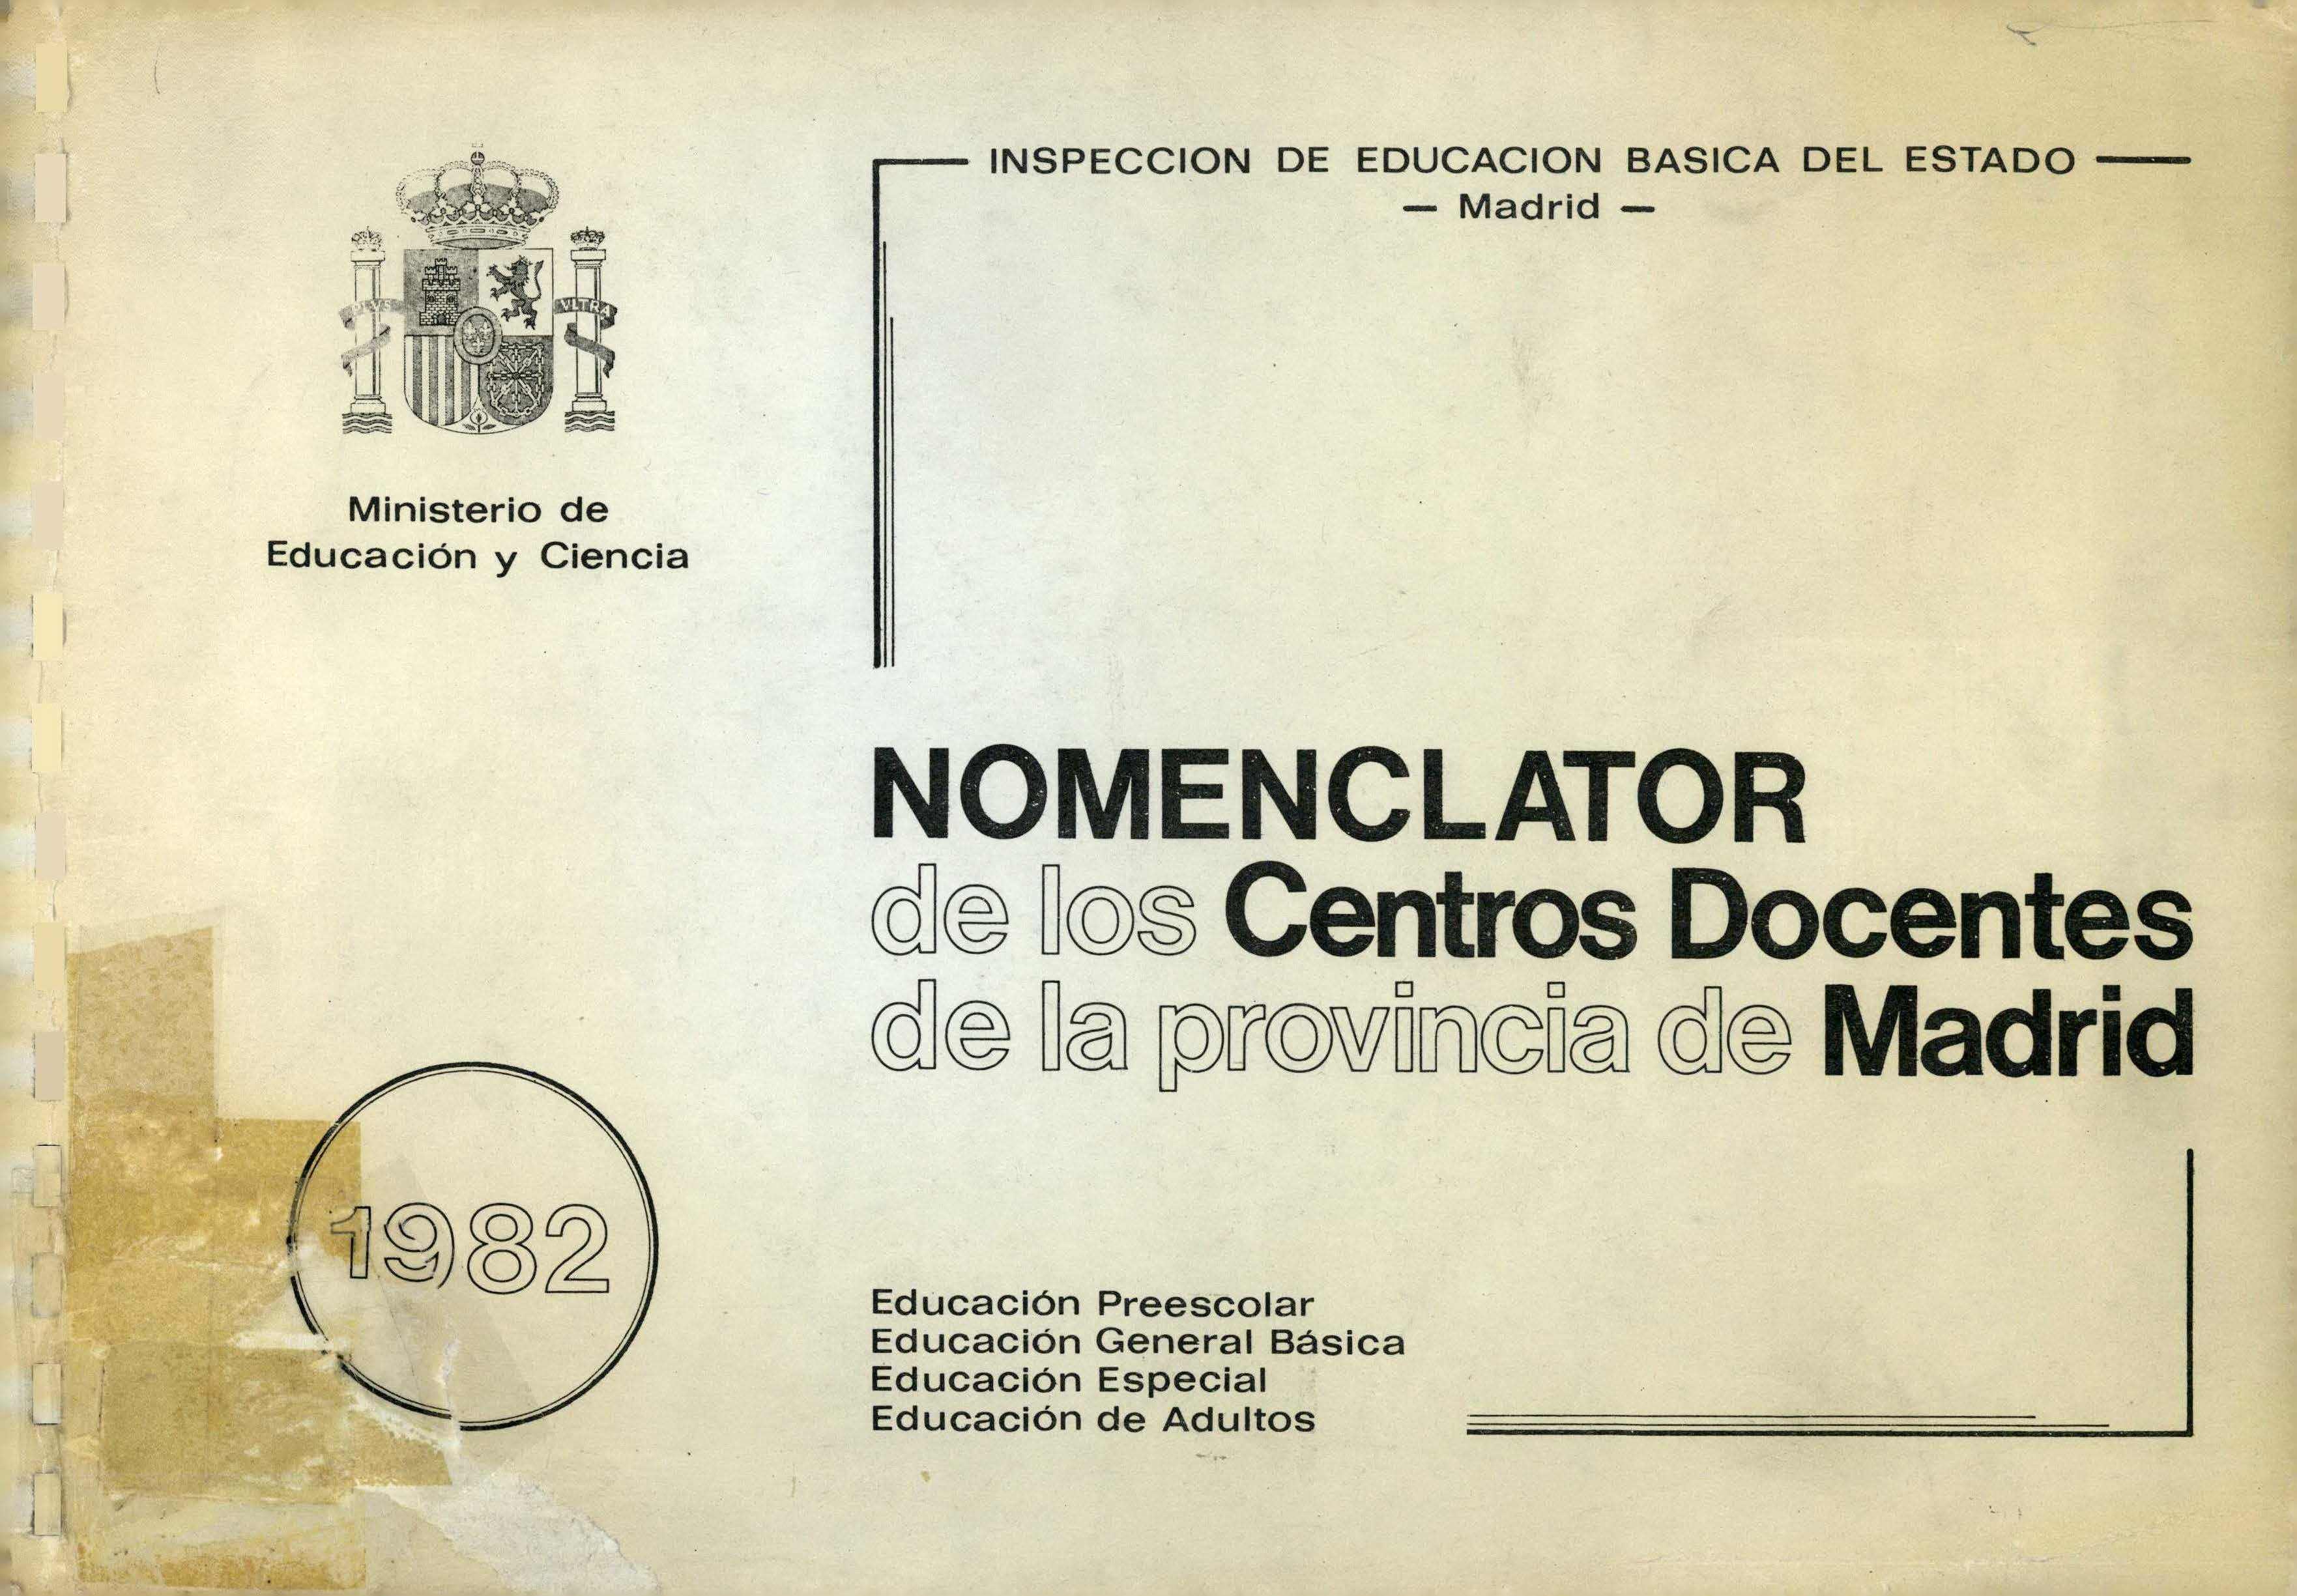 INSPECCION DE EDUCACION BASICA DEL ESTADO
— Madrid —
PLVS VLTRA
Ministerio de
Educación y Ciencia
NOMENCLATOR
de los Centros Docentes
de la provincia de Madrid
1982
Educación Preescolar
Educación General Básica
Educación Especial
Educación de Adultos